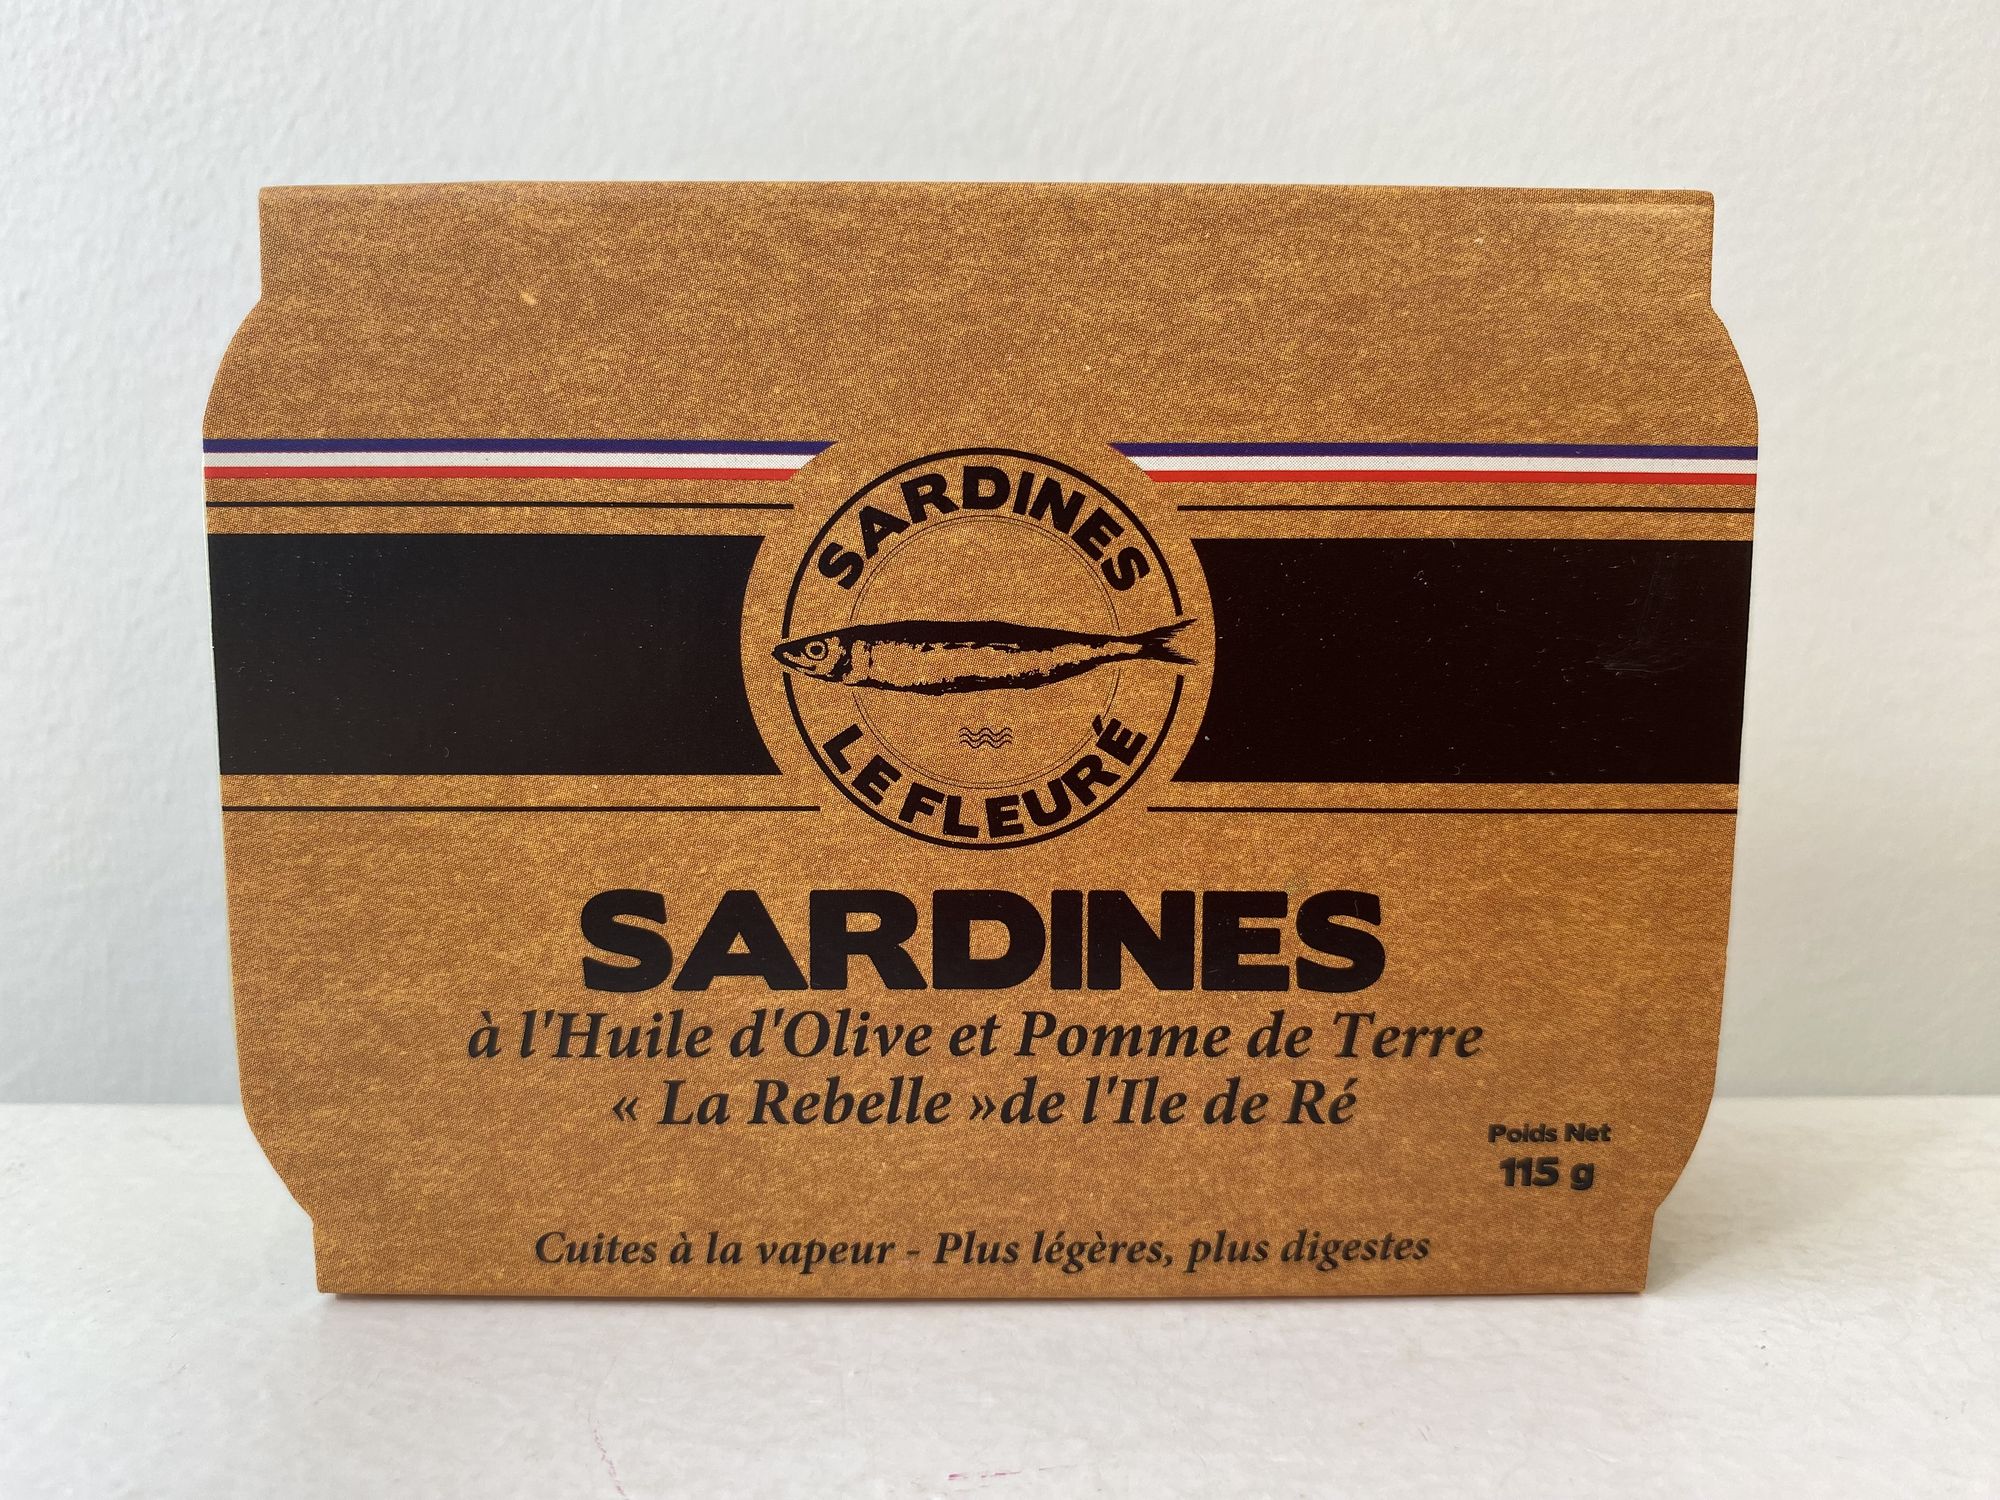 SARDINES
LE FLEURÉ
SARDINES
à l'Huile d'Olive et Pomme de Terre
« La Rebelle »de l'Ile de Ré
Poids Net
115 g
Cuites à la vapeur - Plus légères, plus digestes